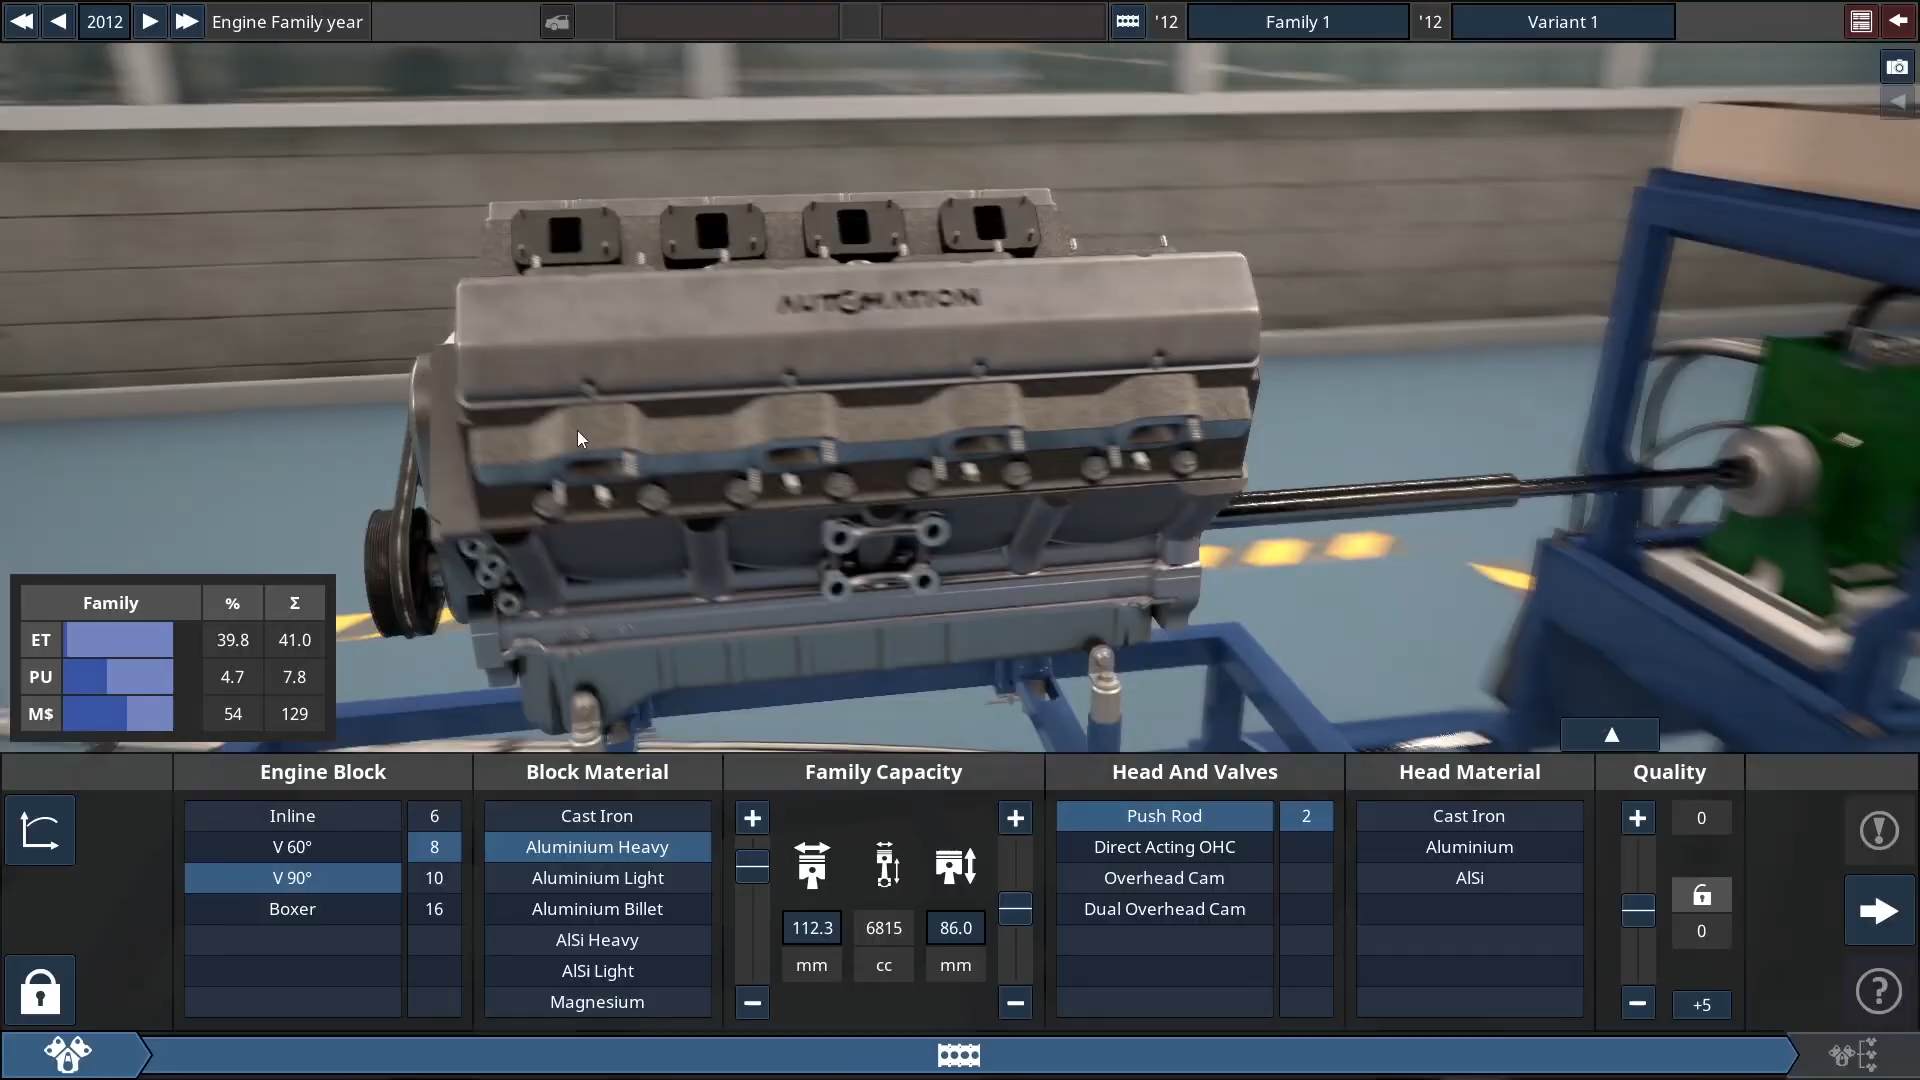 2012 Engine Family year '12 Family 1 '12 Variant 1
AUTOMATION
Family % Σ
ET 39.8 41.0
PU 4.7 7.8
M$ 54 129
Engine Block
Inline 6
V 60° 8
V 90° 10
Boxer 16
Block Material
Cast Iron
Aluminium Heavy
Aluminium Light
Aluminium Billet
AlSi Heavy
AlSi Light
Magnesium
Family Capacity
112.3 6815 86.0
mm cc mm
Head And Valves
Push Rod 2
Direct Acting OHC
Overhead Cam
Dual Overhead Cam
Head Material
Cast Iron
Aluminium
AlSi
Quality
0
0
+5